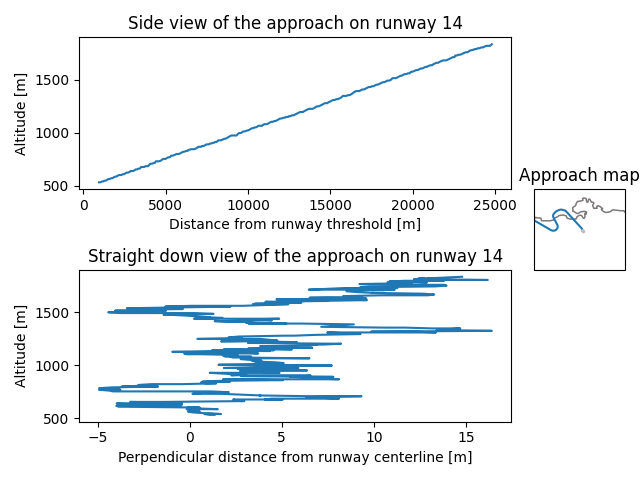 Side view of the approach on runway 14
Altitude [m]
1500
1000
500
0
5000
10000
15000
20000
25000
Distance from runway threshold [m]
Approach map
Straight down view of the approach on runway 14
Altitude [m]
1500
1000
500
−5
0
5
10
15
Perpendicular distance from runway centerline [m]